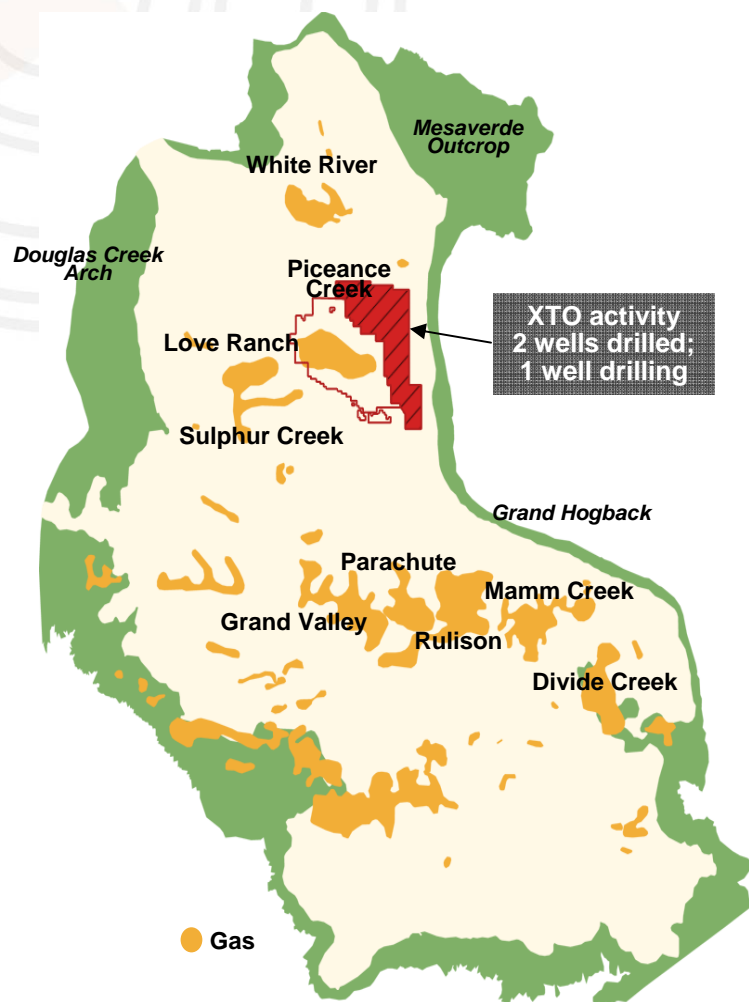 Mesaverde
Outcrop
White River
Douglas Creek
Arch
Piceance
Creek
XTO activity
2 wells drilled;
1 well drilling
Love Ranch
Sulphur Creek
Grand Hogback
Parachute
Mamm Creek
Grand Valley
Rulison
Divide Creek
Gas